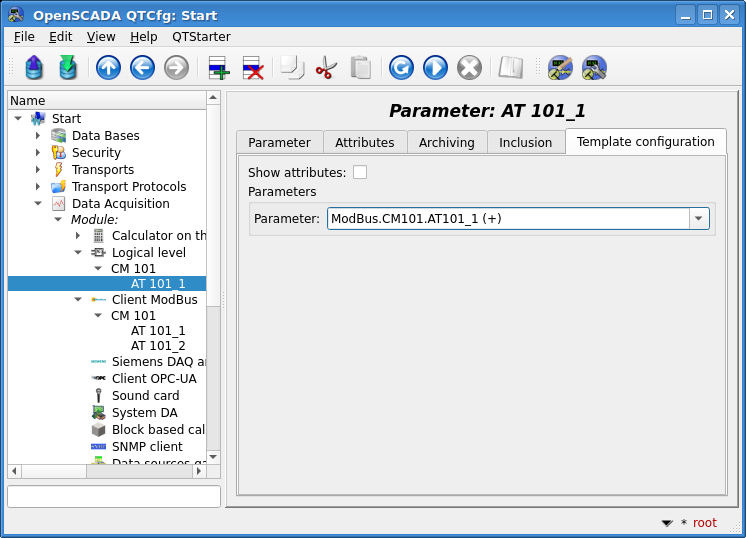 OpenSCADA QTCfg: Start
File Edit View Help QTStarter
Name
Start
Data Bases
Security
Transports
Transport Protocols
Data Acquisition
Module:
Calculator on th
Logical level
CM 101
AT 101_1
Client ModBus
CM 101
AT 101_1
AT 101_2
Siemens DAQ a
Client OPC-UA
Sound card
System DA
Block based cal
SNMP client
Data sources ga
Parameter: AT 101_1
Parameter Attributes Archiving Inclusion Template configuration
Show attributes:
Parameters
Parameter: ModBus.CM101.AT101_1 (+)
* root